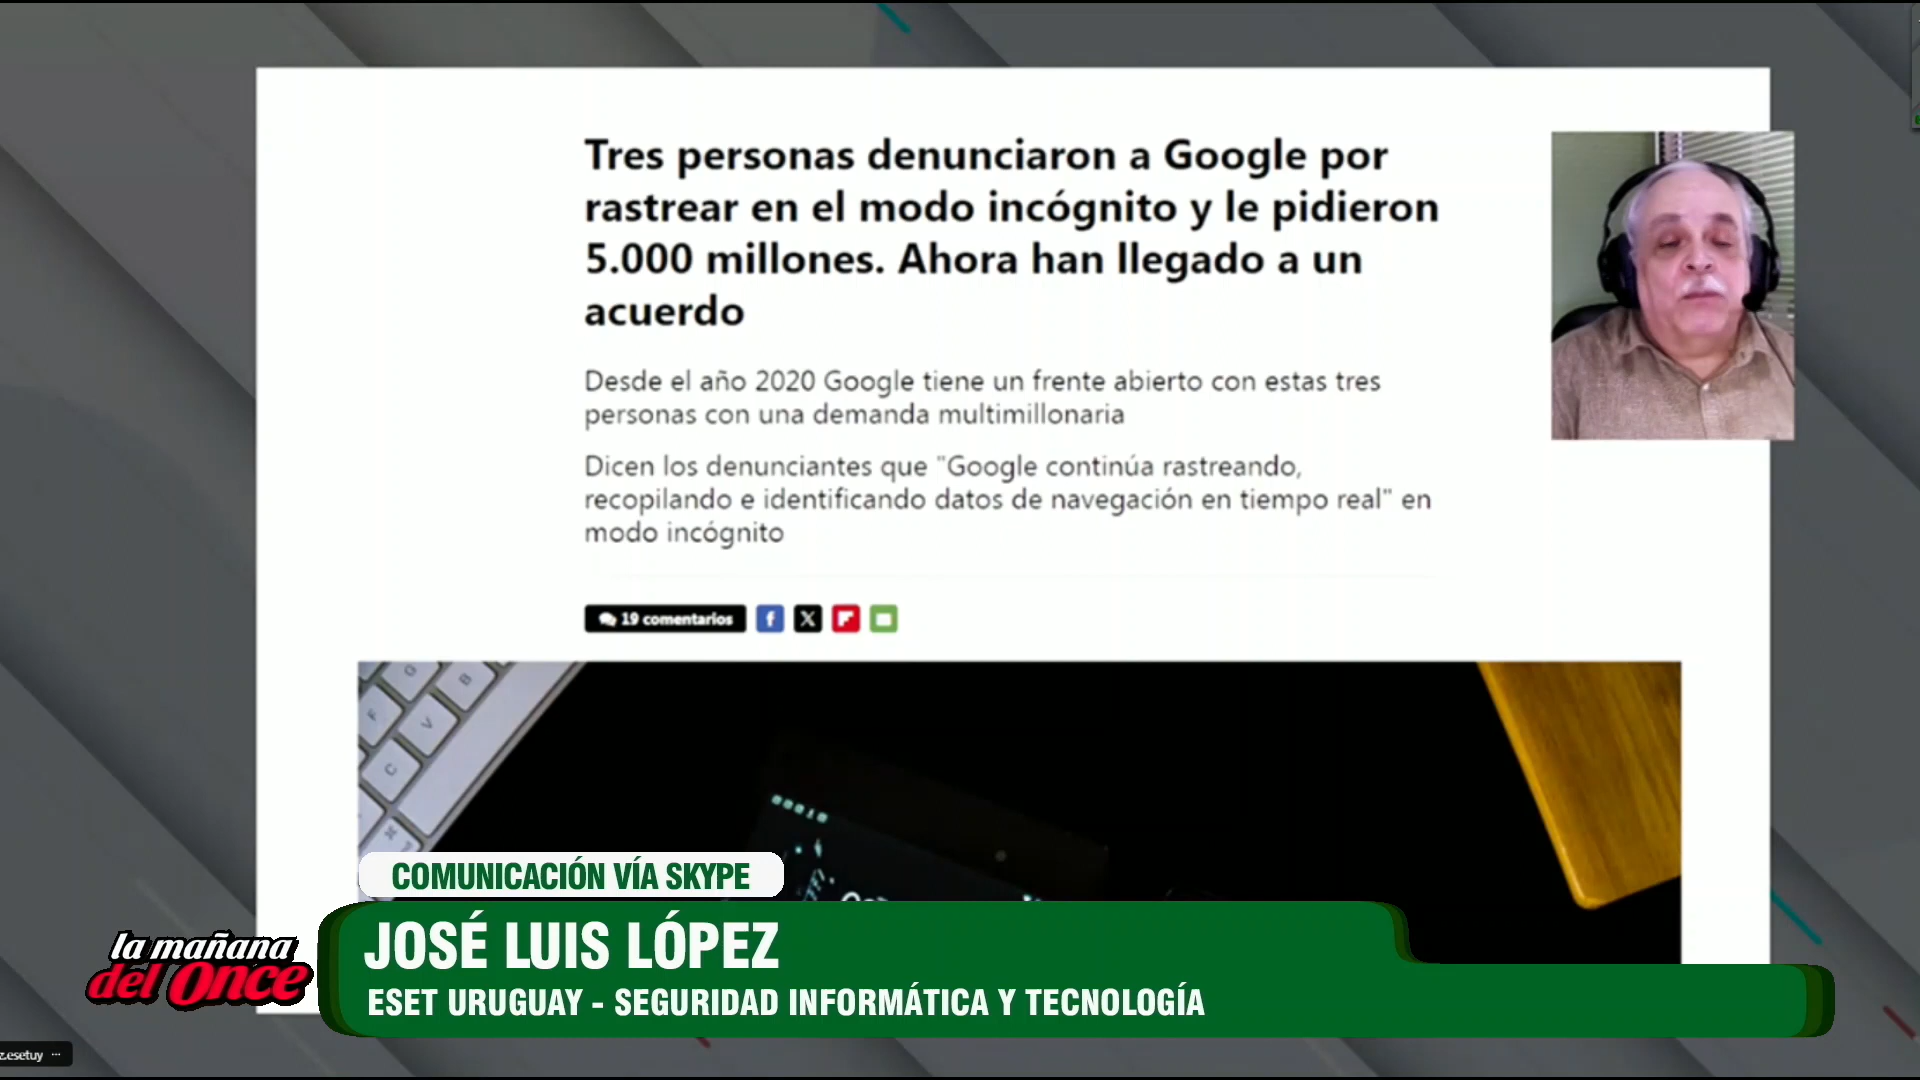 Tres personas denunciaron a Google por
rastrear en el modo incógnito y le pidieron
5.000 millones. Ahora han llegado a un
acuerdo
Desde el año 2020 Google tiene un frente abierto con estas tres
personas con una demanda multimillonaria
Dicen los denunciantes que "Google continúa rastreando,
recopilando e identificando datos de navegación en tiempo real" en
modo incógnito
19 comentarios
G
B
F
V
C
COMUNICACIÓN VÍA SKYPE
la mañana
del Once
JOSÉ LUIS LÓPEZ
ESET URUGUAY - SEGURIDAD INFORMÁTICA Y TECNOLOGÍA
z.esetuy ...